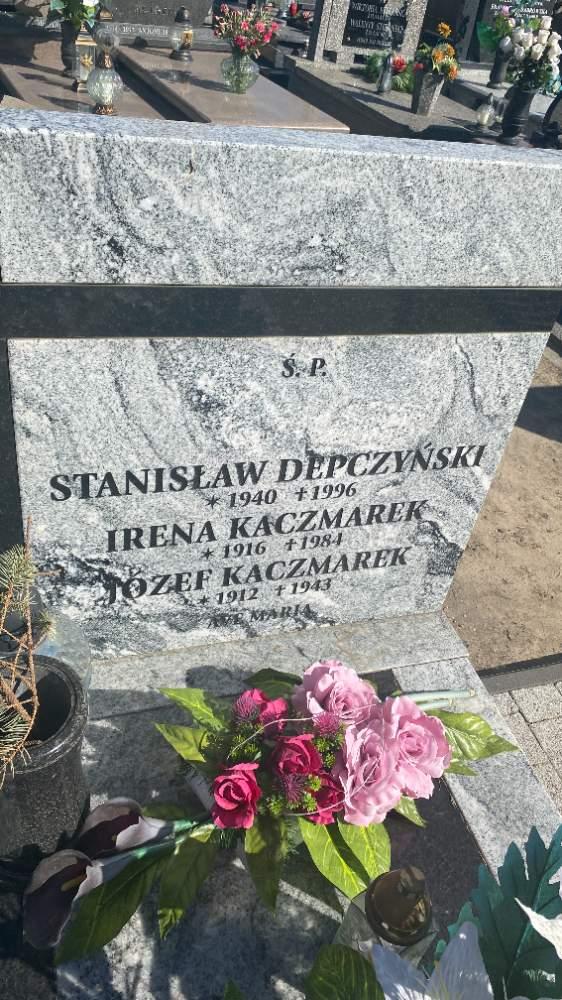 Ś. P.
STANISŁAW DEPCZYŃSKI
* 1940 † 1996
IRENA KACZMAREK
* 1916 † 1984
JÓZEF KACZMAREK
* 1912 † 1943
AVE MARIA